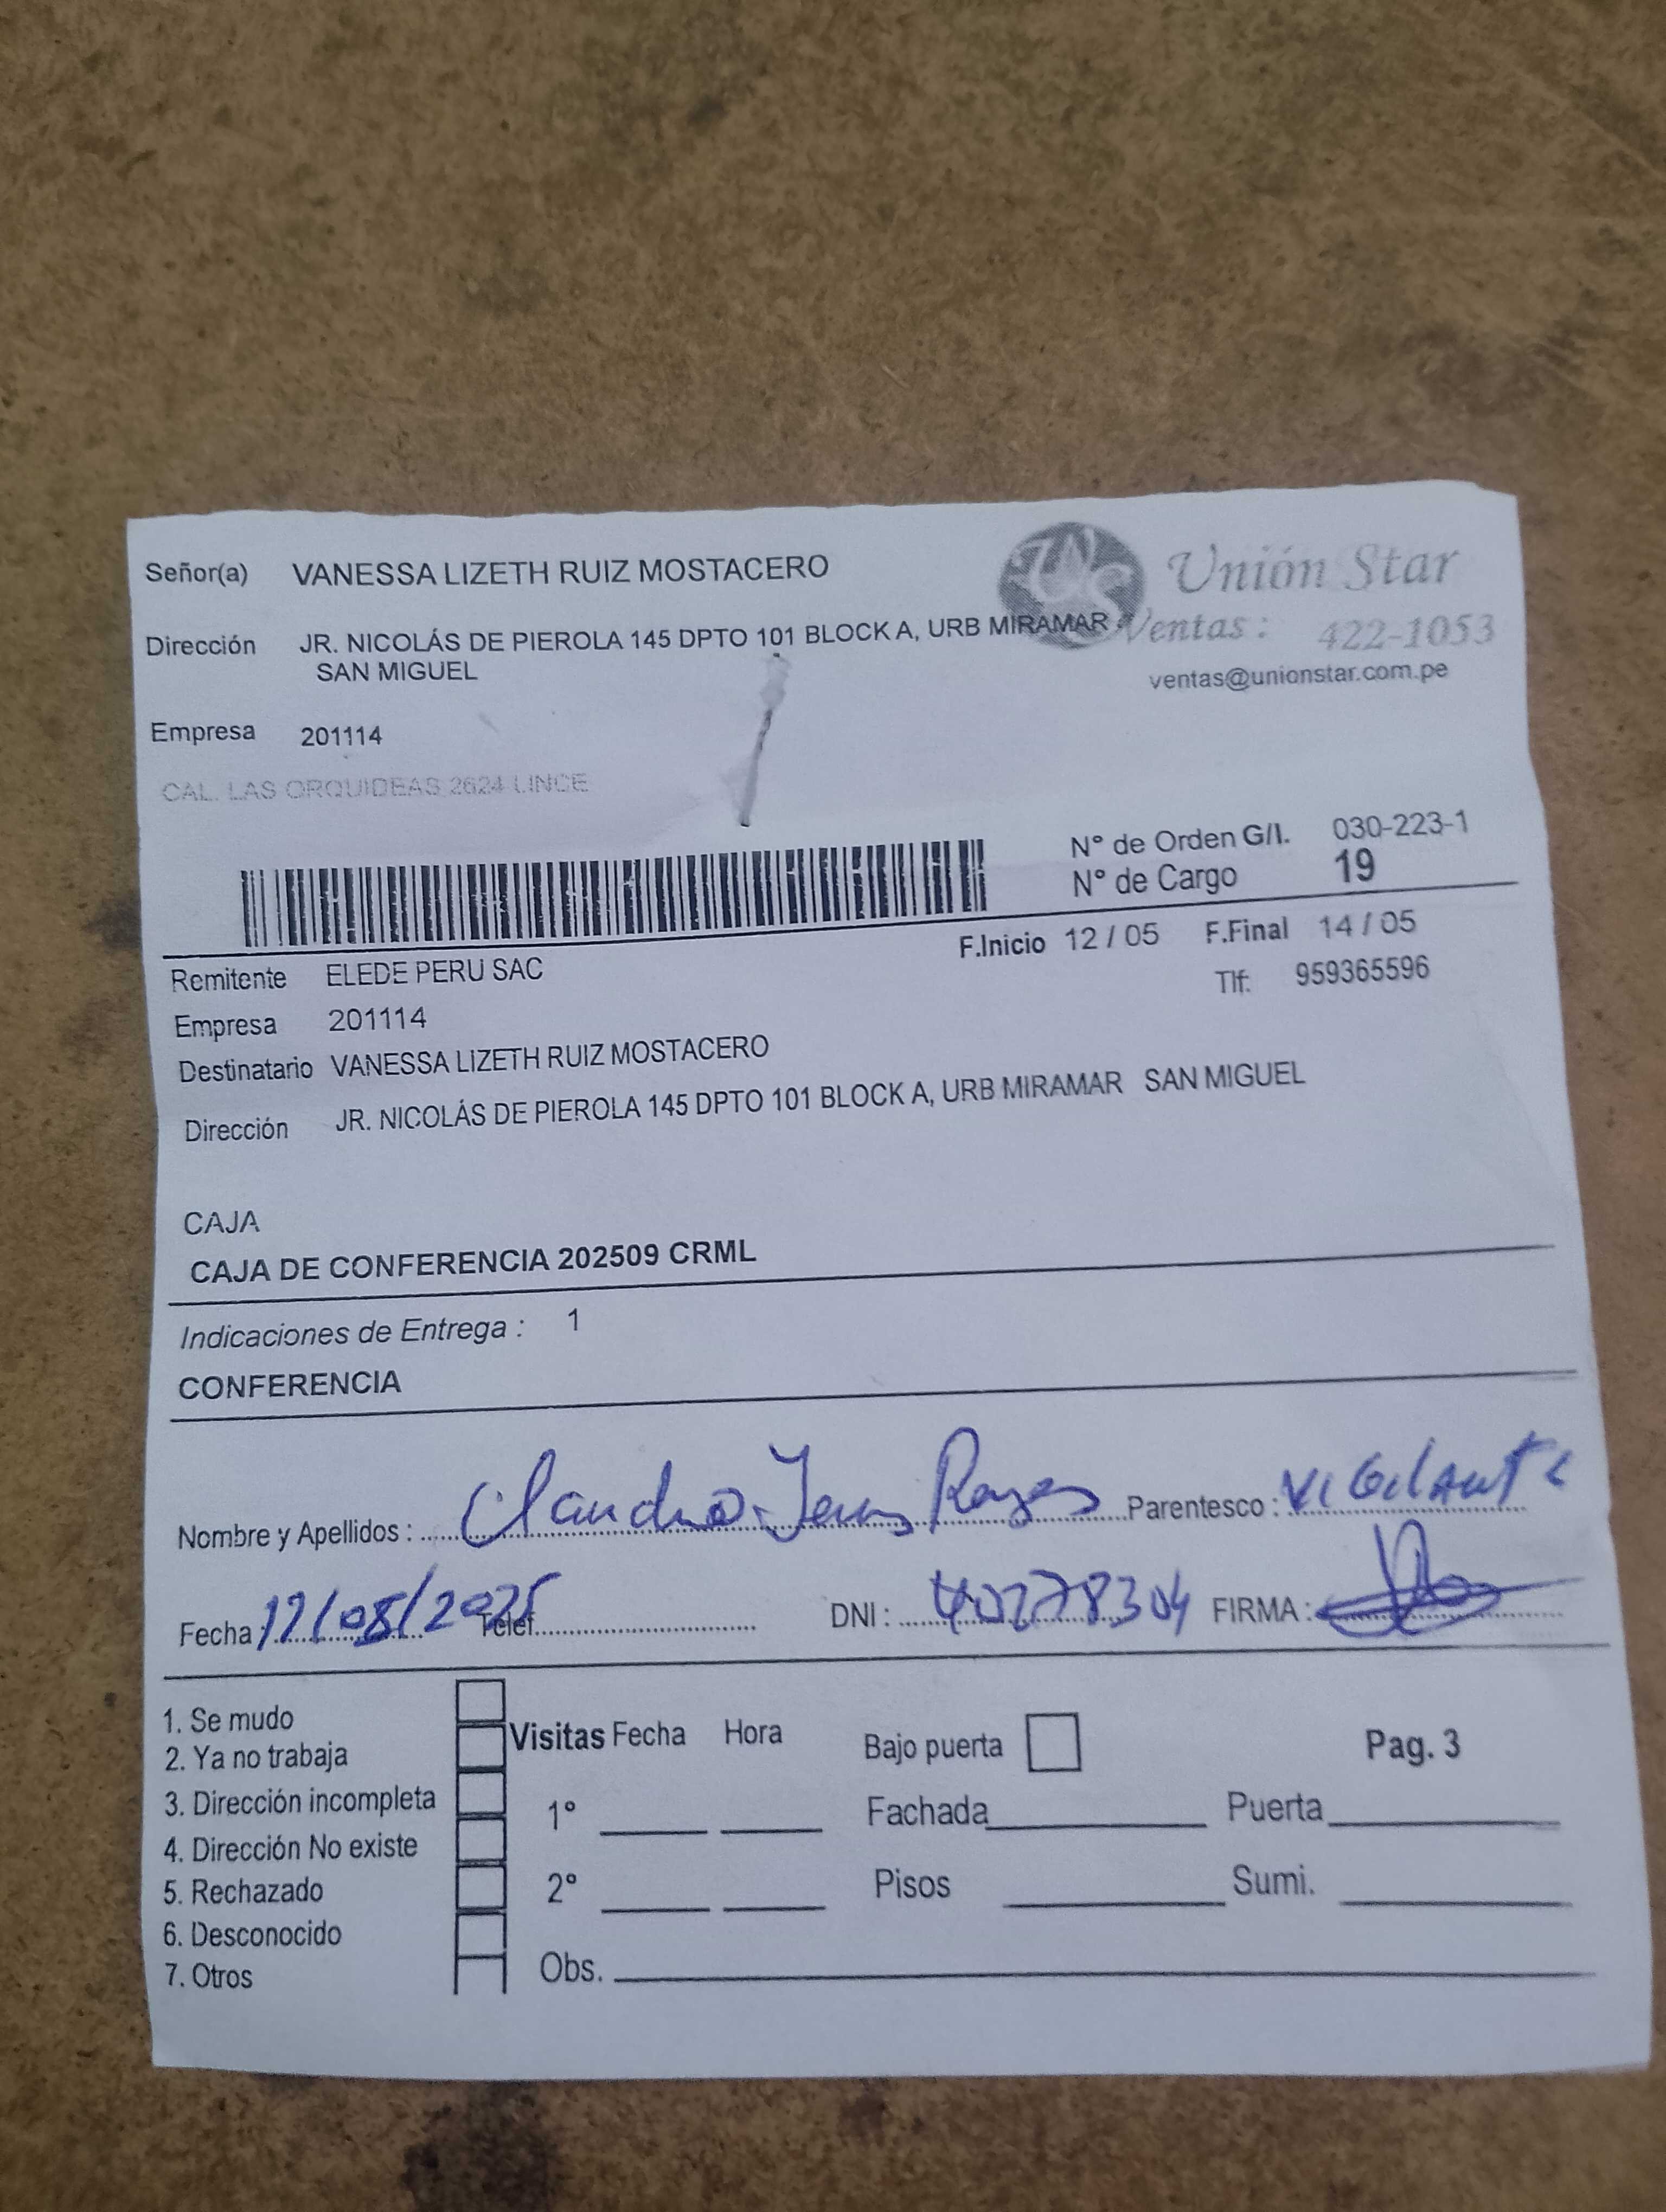 Señor(a) VANESSA LIZETH RUIZ MOSTACERO
Unión Star
Dirección JR. NICOLÁS DE PIEROLA 145 DPTO 101 BLOCK A, URB MIRAMAR
Ventas : 422-1053
SAN MIGUEL
ventas@unionstar.com.pe
Empresa 201114
CAL. LAS ORQUIDEAS 2624 LINCE
N° de Orden G/I. 030-223-1
N° de Cargo 19
F.Inicio 12 / 05 F.Final 14 / 05
Remitente ELEDE PERU SAC
Tlf: 959365596
Empresa 201114
Destinatario VANESSA LIZETH RUIZ MOSTACERO
Dirección JR. NICOLÁS DE PIEROLA 145 DPTO 101 BLOCK A, URB MIRAMAR SAN MIGUEL
CAJA
CAJA DE CONFERENCIA 202509 CRML
Indicaciones de Entrega : 1
CONFERENCIA
Nombre y Apellidos : Claudio Rayes Parentesco : Vigilante
Fecha /05/2025 Telef. DNI : 40278304 FIRMA :
1. Se mudo
2. Ya no trabaja
3. Dirección incompleta
4. Dirección No existe
5. Rechazado
6. Desconocido
7. Otros
Visitas Fecha Hora
1°
2°
Obs.
Bajo puerta Pag. 3
Fachada Puerta
Pisos Sumi.